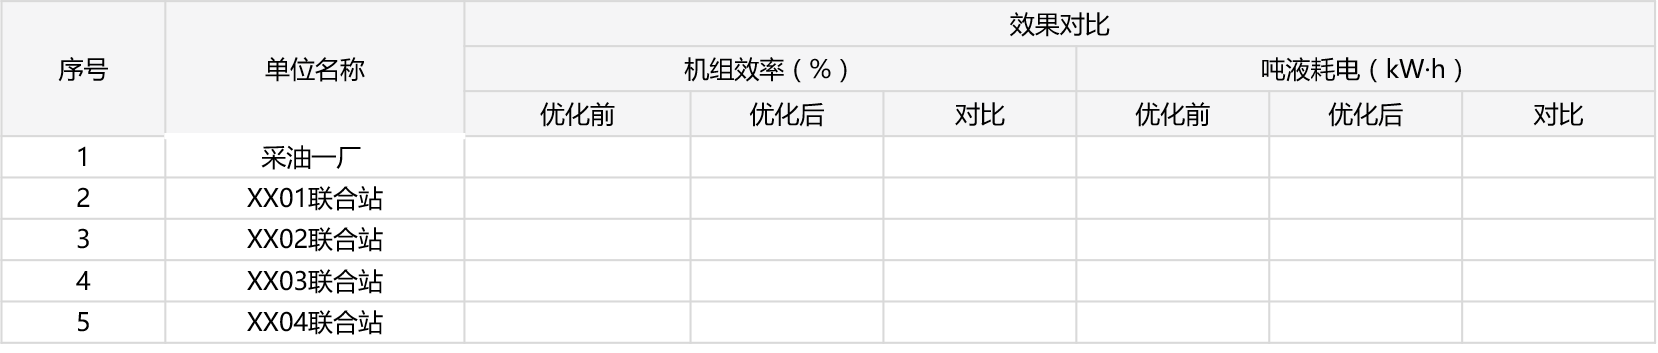 序号 单位名称 效果对比
机组效率（%） 吨液耗电（kW·h）
优化前 优化后 对比 优化前 优化后 对比
1 采油一厂
2 XX01联合站
3 XX02联合站
4 XX03联合站
5 XX04联合站